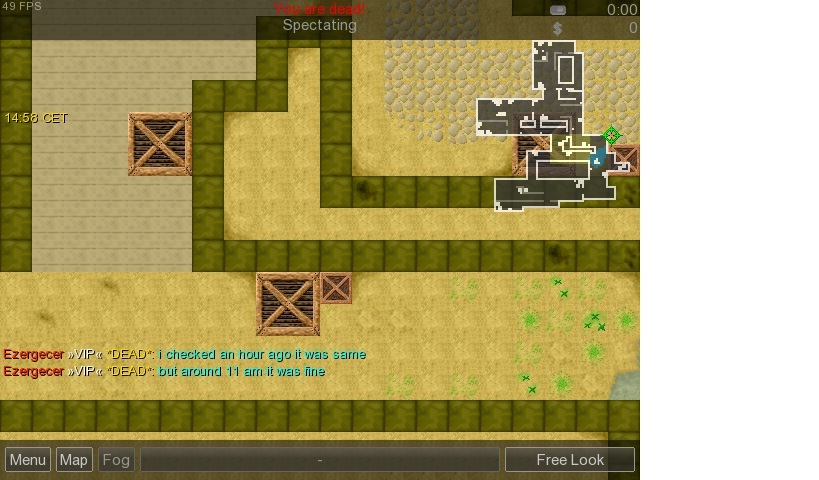 49 FPS
You are dead!
Spectating
0:00
$ 0
14:58 CET
Ezergecer »VIP« *DEAD*: i checked an hour ago it was same
Ezergecer »VIP« *DEAD*: but around 11 am it was fine
Menu Map Fog - Free Look